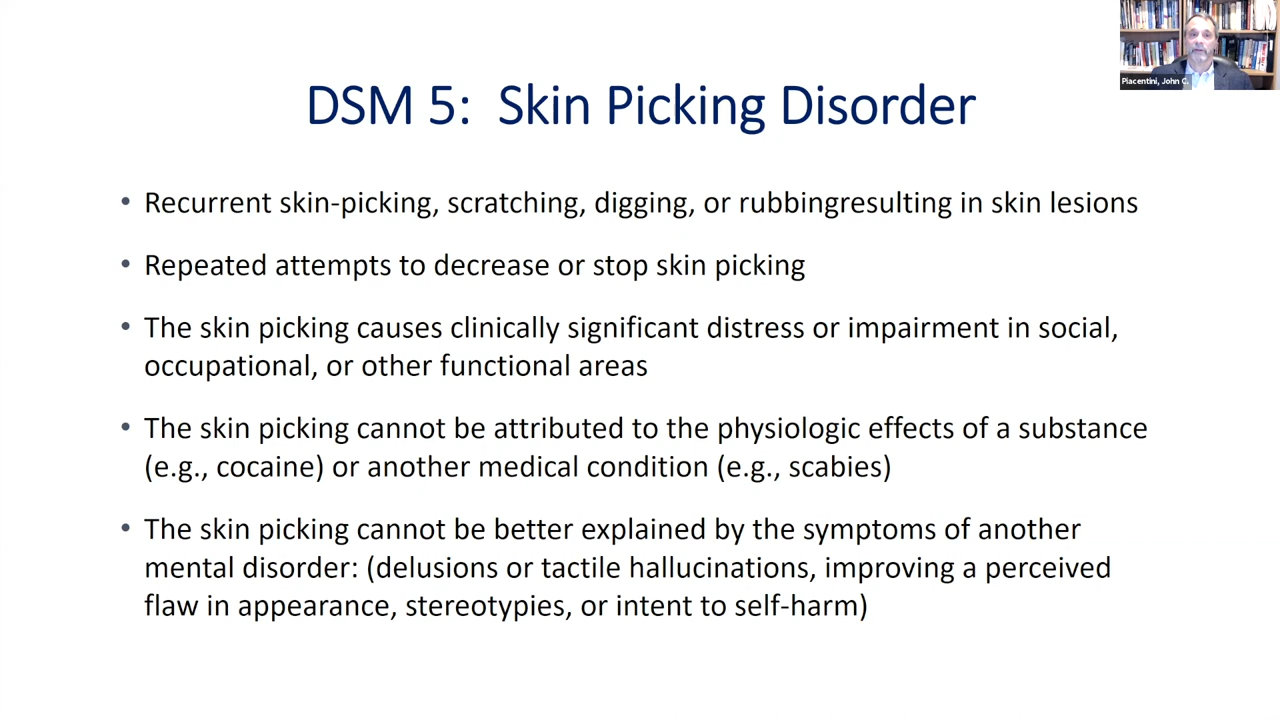 DSM 5: Skin Picking Disorder
• Recurrent skin-picking, scratching, digging, or rubbingresulting in skin lesions
• Repeated attempts to decrease or stop skin picking
• The skin picking causes clinically significant distress or impairment in social,
occupational, or other functional areas
• The skin picking cannot be attributed to the physiologic effects of a substance
(e.g., cocaine) or another medical condition (e.g., scabies)
• The skin picking cannot be better explained by the symptoms of another
mental disorder: (delusions or tactile hallucinations, improving a perceived
flaw in appearance, stereotypies, or intent to self-harm)
Piacentini, John C.